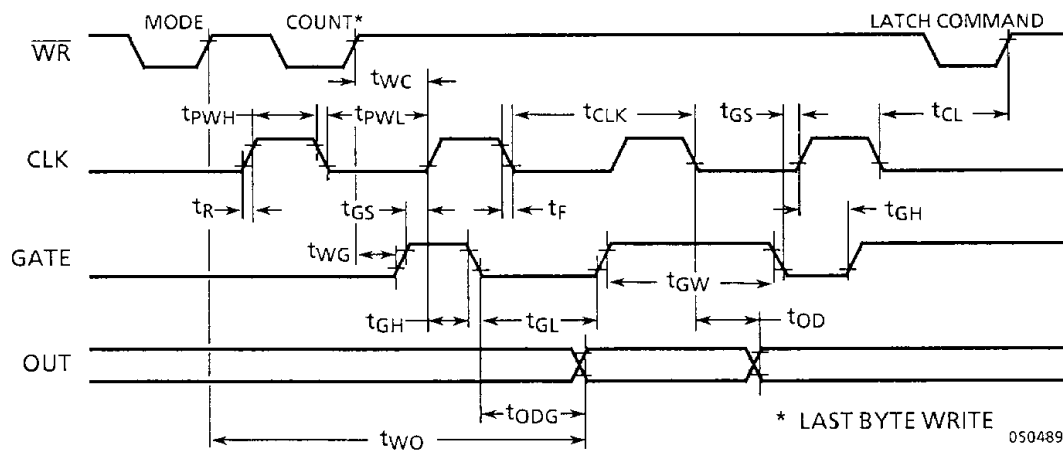 MODE COUNT* LATCH COMMAND
WR
tWC
tPWH tPWL tCLK tGS tCL
CLK
tR tGS tF tGH
tWG
GATE
tGW
tGH tGL tOD
OUT
tODG
* LAST BYTE WRITE
tWO
050489